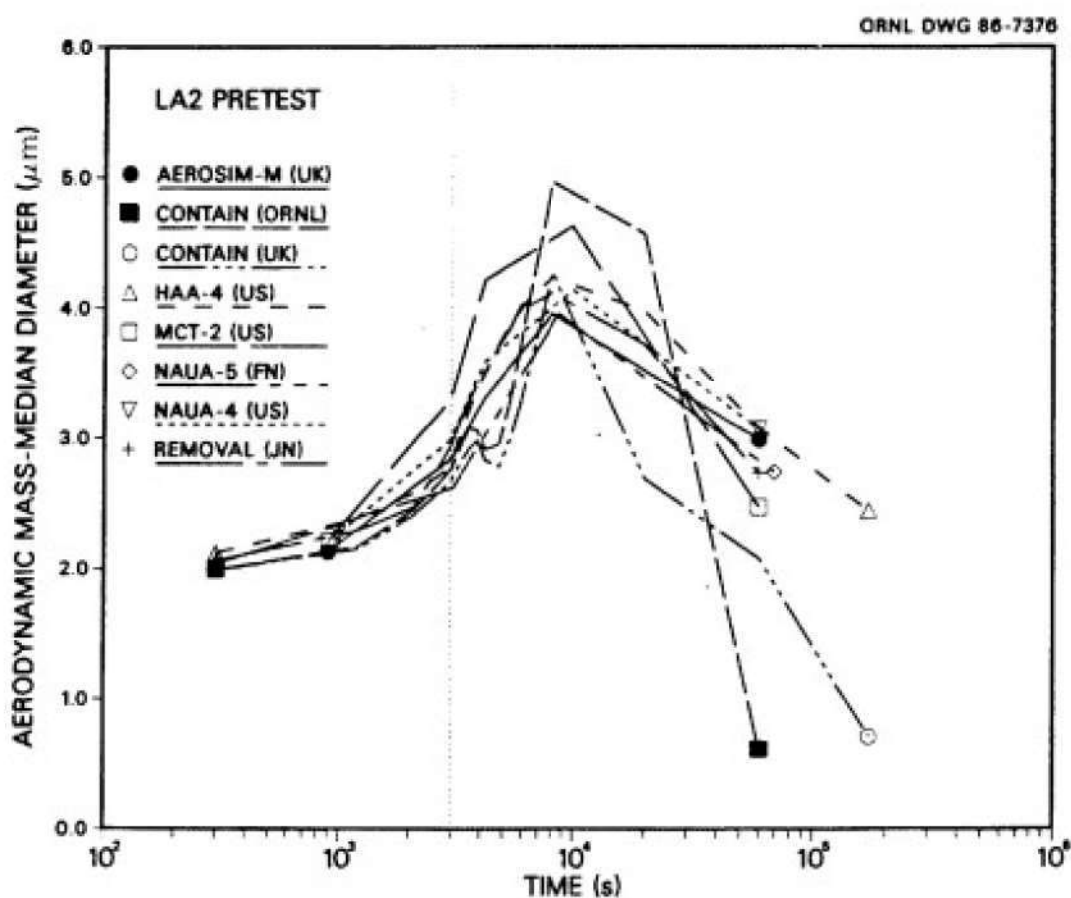 ORNL DWG 86-7376
6.0
5.0
4.0
3.0
2.0
1.0
0.0
AERODYNAMIC MASS-MEDIAN DIAMETER (μm)
LA2 PRETEST
AEROSIM-M (UK)
CONTAIN (ORNL)
CONTAIN (UK)
HAA-4 (US)
MCT-2 (US)
NAUA-5 (FN)
NAUA-4 (US)
REMOVAL (JN)
10² 10³ 10⁴ 10⁵ 10⁶
TIME (s)